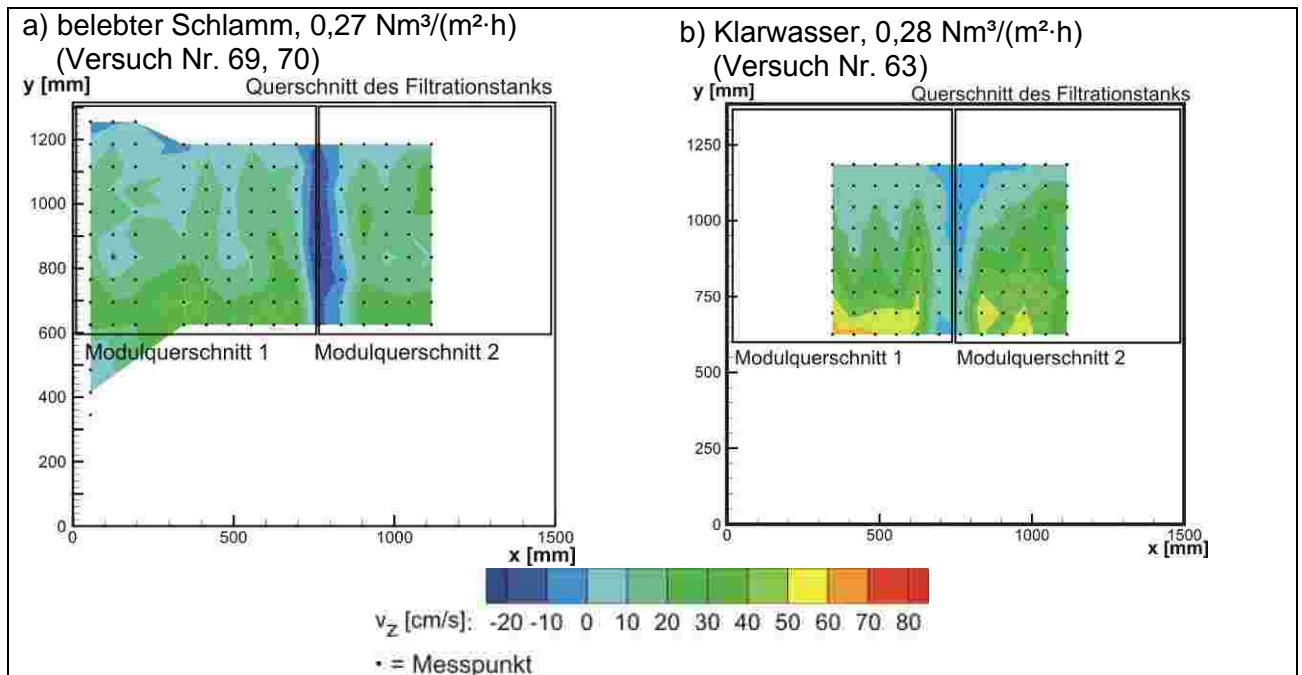 a) belebter Schlamm, 0,27 Nm³/(m²·h)
(Versuch Nr. 69, 70)
y [mm]
Querschnitt des Filtrationstanks
1200
1000
800
600
400
200
0
Modulquerschnitt 1
Modulquerschnitt 2
0
500
1000
1500
x [mm]
b) Klarwasser, 0,28 Nm³/(m²·h)
(Versuch Nr. 63)
y [mm]
Querschnitt des Filtrationstanks
1250
1000
750
500
250
0
Modulquerschnitt 1
Modulquerschnitt 2
0
500
1000
1500
x [mm]
vZ [cm/s]: -20 -10 0 10 20 30 40 50 60 70 80
• = Messpunkt